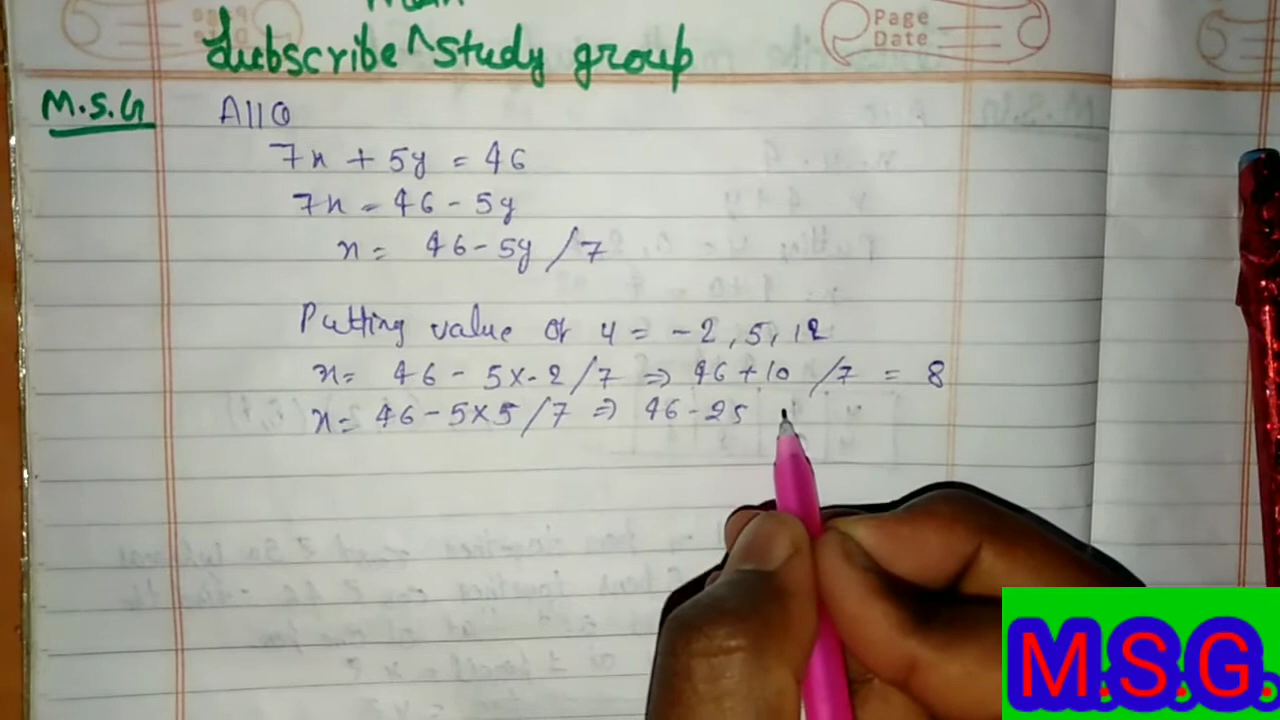 Page
Date
Subscribe ^ study group
M.S.G
A11Q
7x + 5y = 46
7x = 46 - 5y
x = 46 - 5y / 7
Putting value of y = -2, 5, 12
x = 46 - 5x-2 / 7 ⇒ 46 + 10 / 7 = 8
x = 46 - 5x5 / 7 ⇒ 46 - 25
M.S.G.